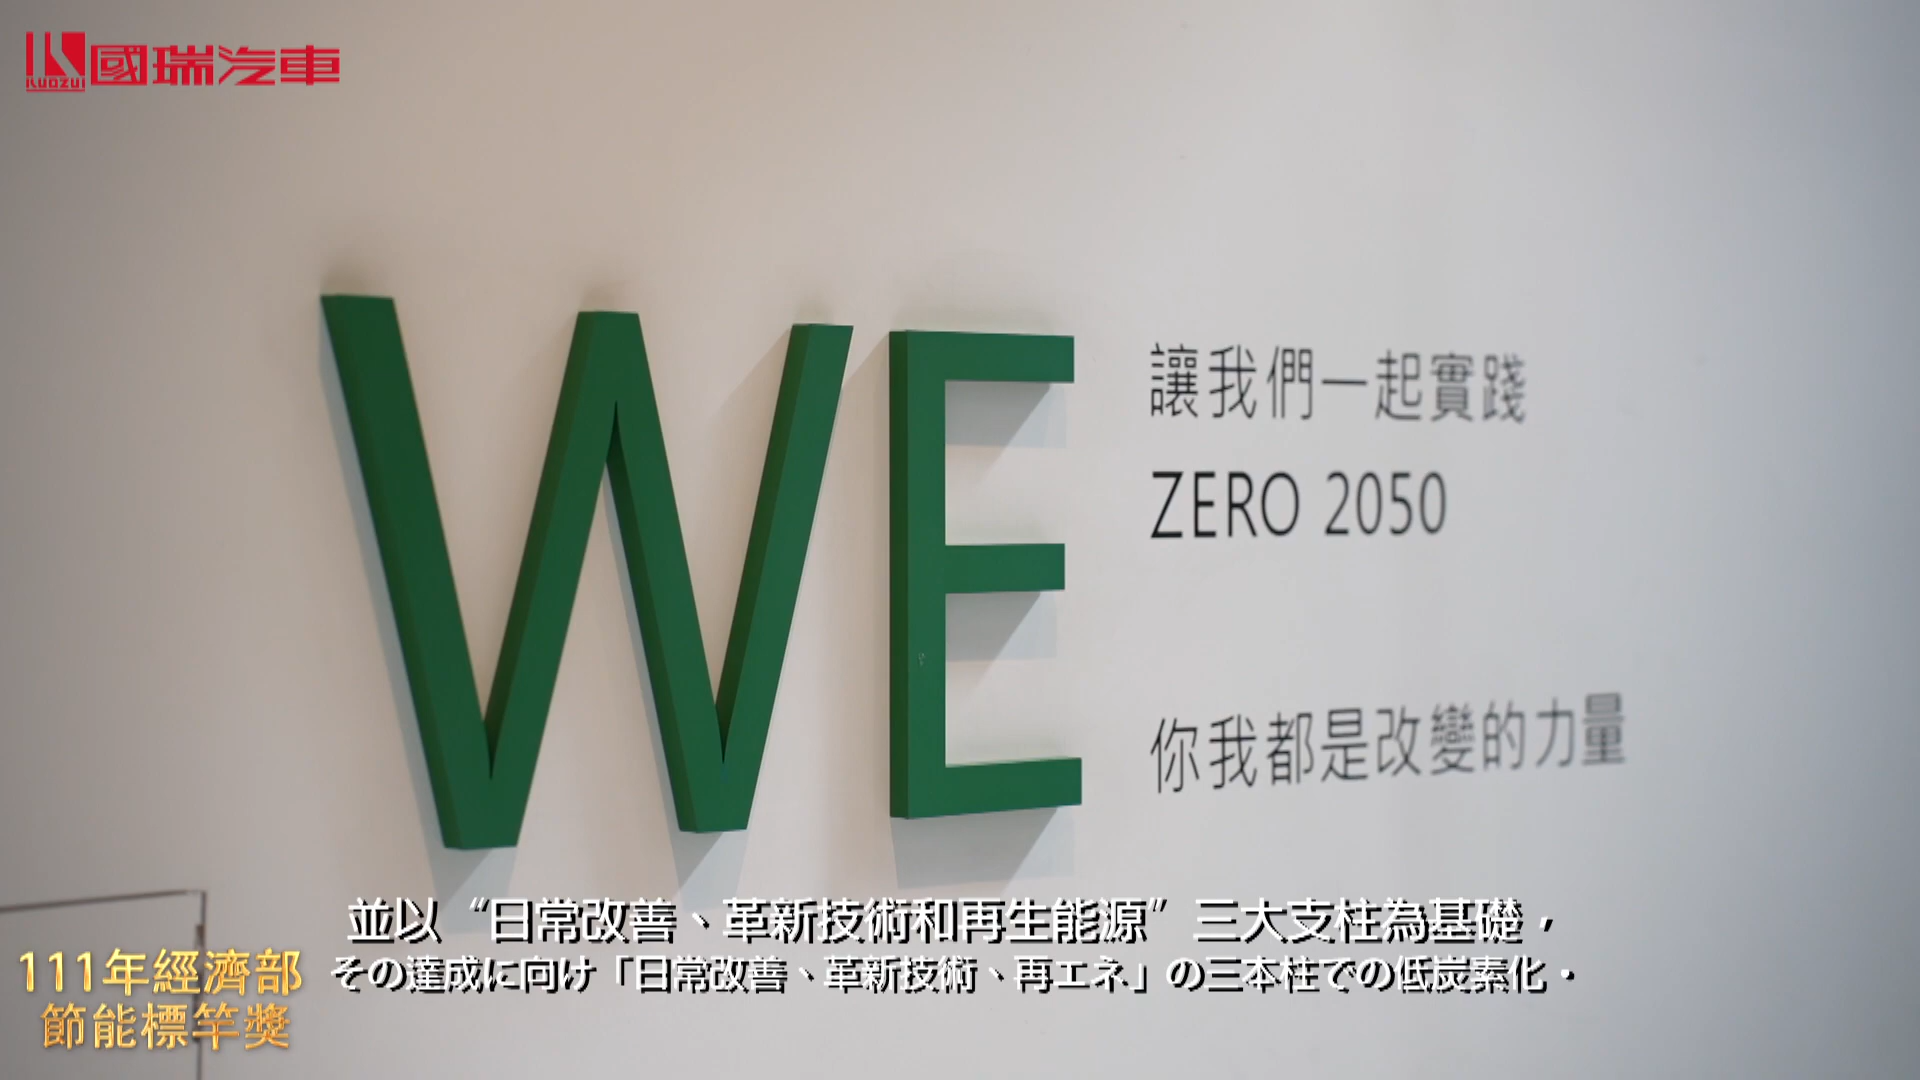 KUOZUI
國瑞汽車
WE
讓我們一起實踐
ZERO 2050
你我都是改變的力量
並以“日常改善、革新技術和再生能源”三大支柱為基礎，
その達成に向け「日常改善、革新技術、再エネ」の三本柱での低炭素化・
111年經濟部
節能標竿獎